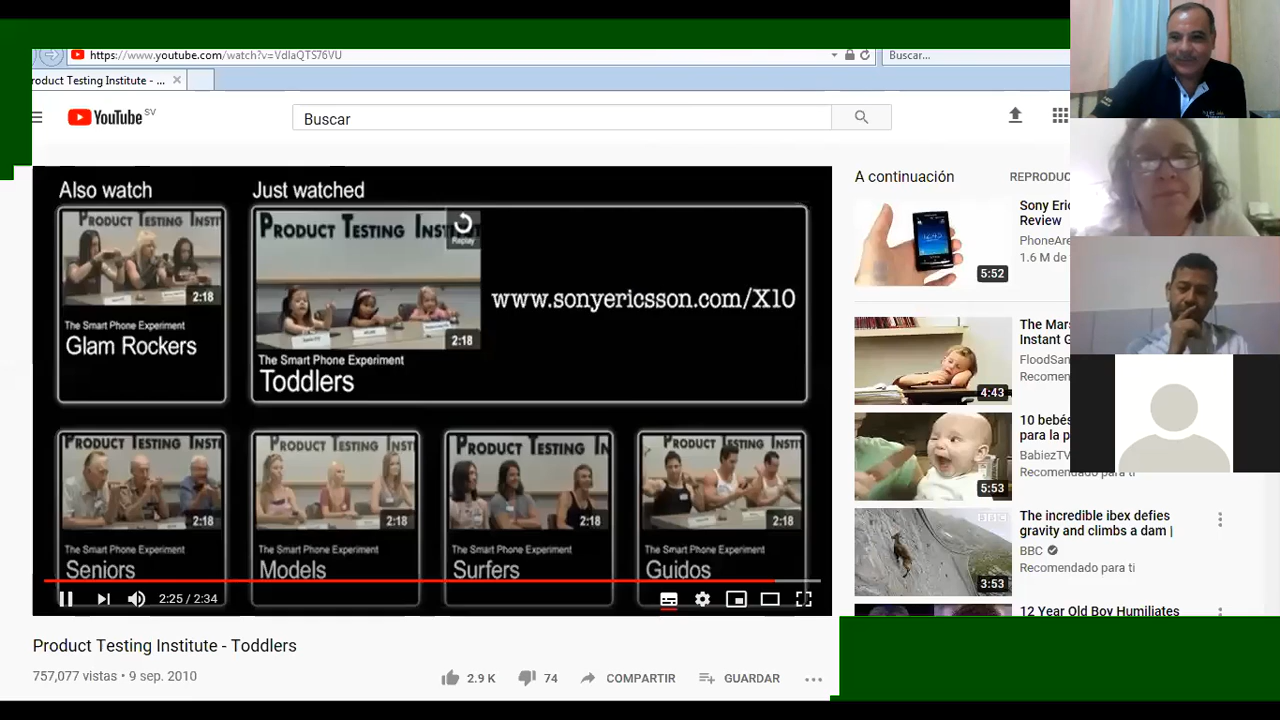 https://www.youtube.com/watch?v=VdlaQTS76VU
Buscar...
Product Testing Institute - ...
YouTube SV
Buscar
Also watch
Just watched
PRODUCT TESTING INSTIT
2:18
The Smart Phone Experiment
Glam Rockers
PRODUCT TESTING INST
Replay
2:18
The Smart Phone Experiment
Toddlers
www.sonyericsson.com/X10
PRODUCT TESTING INSTI
2:18
The Smart Phone Experiment
Seniors
PRODUCT TESTING INSTI
2:18
The Smart Phone Experiment
Models
PRODUCT TESTING IN
2:18
The Smart Phone Experiment
Surfers
PRODUCT TESTING INSTI
2:18
The Smart Phone Experiment
Guidos
2:25 / 2:34
Product Testing Institute - Toddlers
757,077 vistas • 9 sep. 2010
2.9 K
74
COMPARTIR
GUARDAR
A continuación
REPRODUC
Sony Eric
Review
PhoneAre
1.6 M de
5:52
The Mars
Instant G
FloodSan
Recomen
4:43
10 bebés
para la p
BabiezTV
Recomendado para ti
5:53
The incredible ibex defies
gravity and climbs a dam |
BBC
Recomendado para ti
3:53
12 Year Old Boy Humiliates